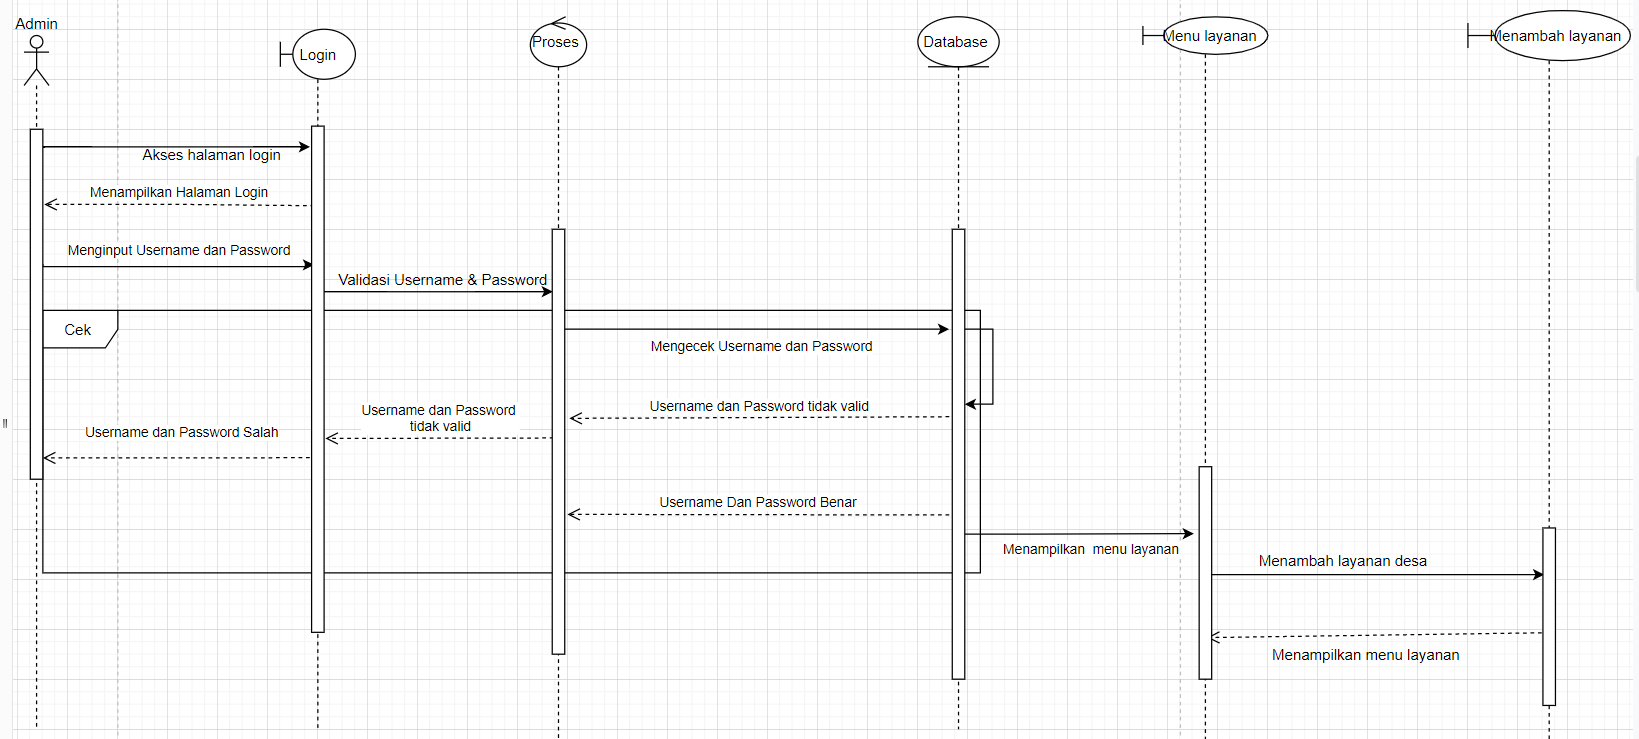 Admin
Login
Proses
Database
Menu layanan
Menambah layanan
Akses halaman login
Menampilkan Halaman Login
Menginput Username dan Password
Validasi Username & Password
Cek
Mengecek Username dan Password
Username dan Password tidak valid
Username dan Password
tidak valid
Username dan Password Salah
Username Dan Password Benar
Menampilkan  menu layanan
Menambah layanan desa
Menampilkan menu layanan